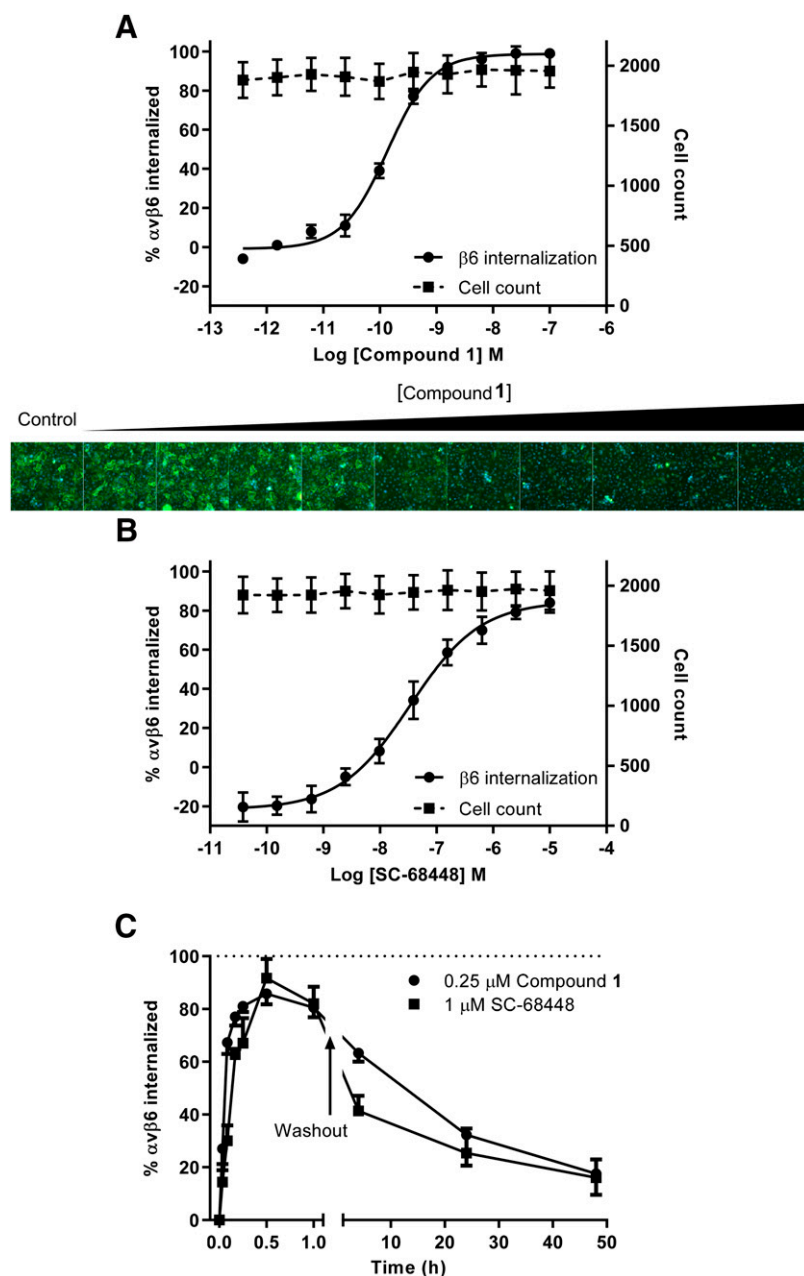 A
% αvβ6 internalized
100
80
60
40
20
0
-20
Cell count
2000
1500
1000
500
0
β6 internalization
Cell count
-13 -12 -11 -10 -9 -8 -7 -6
Log [Compound 1] M
[Compound 1]
Control
B
% αvβ6 internalized
100
80
60
40
20
0
-20
Cell count
2000
1500
1000
500
0
β6 internalization
Cell count
-11 -10 -9 -8 -7 -6 -5 -4
Log [SC-68448] M
C
% αvβ6 internalized
100
80
60
40
20
0
0.25 μM Compound 1
1 μM SC-68448
Washout
0.0 0.5 1.0 10 20 30 40 50
Time (h)